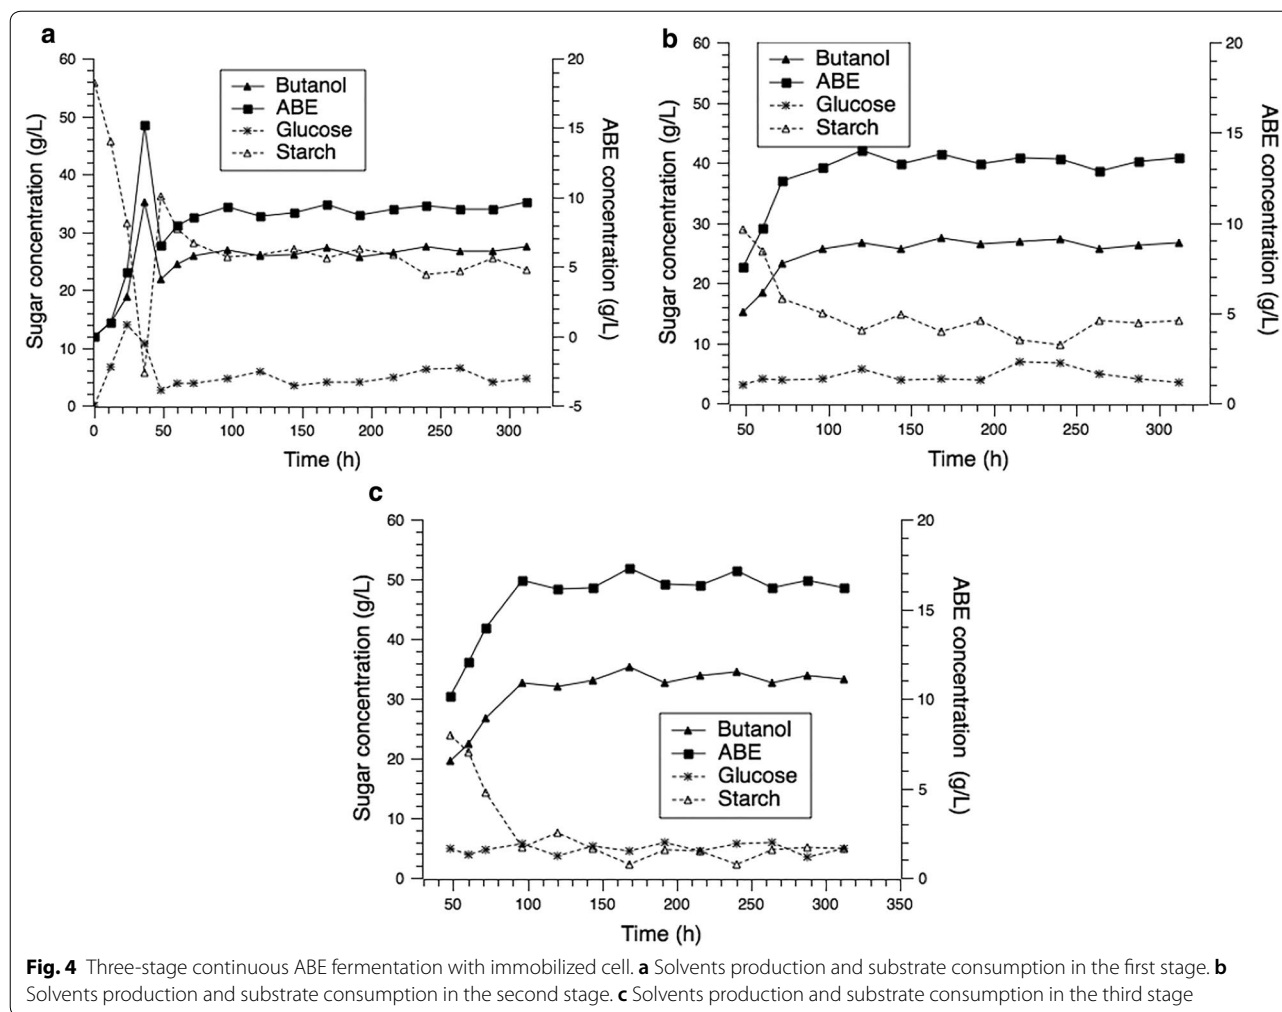 a
60
50
40
30
20
10
0
Sugar concentration (g/L)
Butanol
ABE
Glucose
Starch
20
15
10
5
0
-5
ABE concentration (g/L)
0
50
100
150
200
250
300
Time (h)
b
60
50
40
30
20
10
0
Sugar concentration (g/L)
Butanol
ABE
Glucose
Starch
20
15
10
5
0
ABE concentration (g/L)
50
100
150
200
250
300
Time (h)
c
60
50
40
30
20
10
0
Sugar concentration (g/L)
Butanol
ABE
Glucose
Starch
20
15
10
5
0
ABE concentration (g/L)
50
100
150
200
250
300
350
Time (h)
Fig. 4 Three-stage continuous ABE fermentation with immobilized cell. a Solvents production and substrate consumption in the first stage. b
Solvents production and substrate consumption in the second stage. c Solvents production and substrate consumption in the third stage